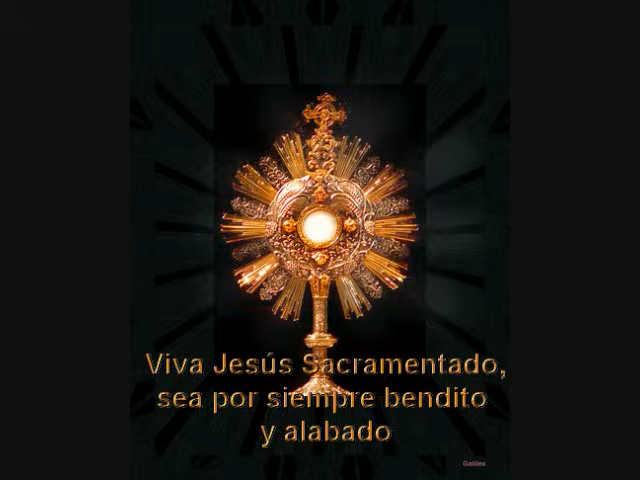 Viva Jesús Sacramentado,
sea por siempre bendito
y alabado